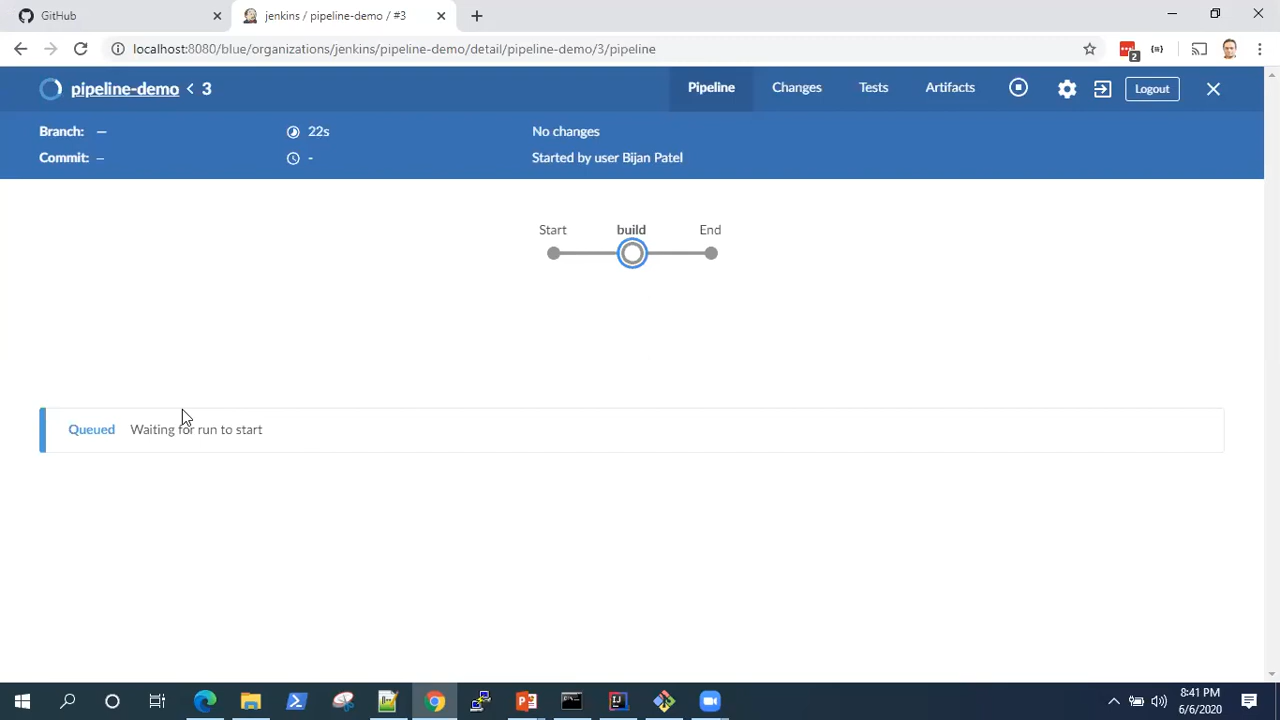 GitHub
jenkins / pipeline-demo / #3
localhost:8080/blue/organizations/jenkins/pipeline-demo/detail/pipeline-demo/3/pipeline
2
pipeline-demo < 3
Pipeline
Changes
Tests
Artifacts
Logout
Branch: —
22s
No changes
Commit: –
-
Started by user Bijan Patel
Start
build
End
Queued Waiting for run to start
8:41 PM
6/6/2020